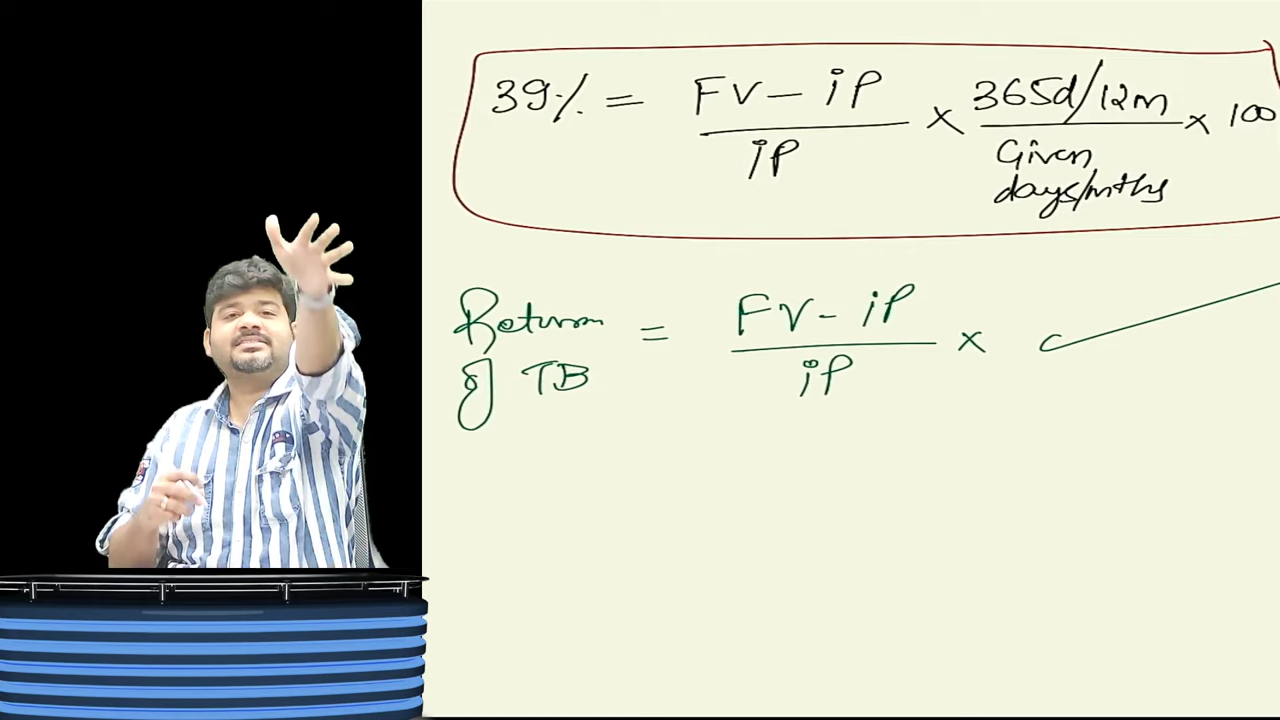 39% = FV - iP / iP × 365d/12m / Given days/mths × 100
Return of TB = FV - iP / iP ×